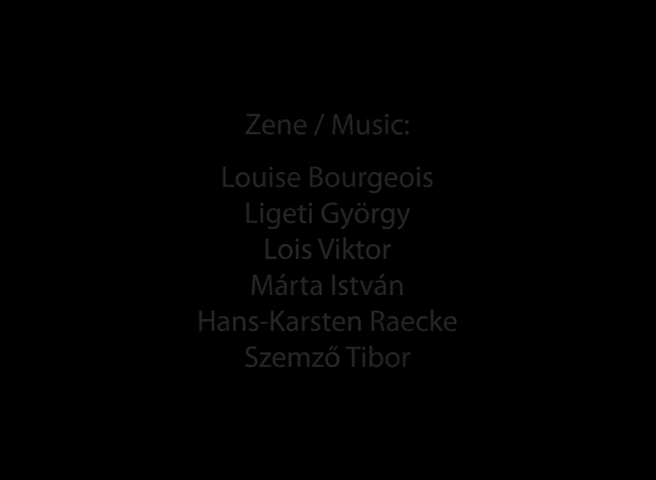 Zene / Music:
Louise Bourgeois
Ligeti György
Lois Viktor
Márta István
Hans-Karsten Raecke
Szemző Tibor